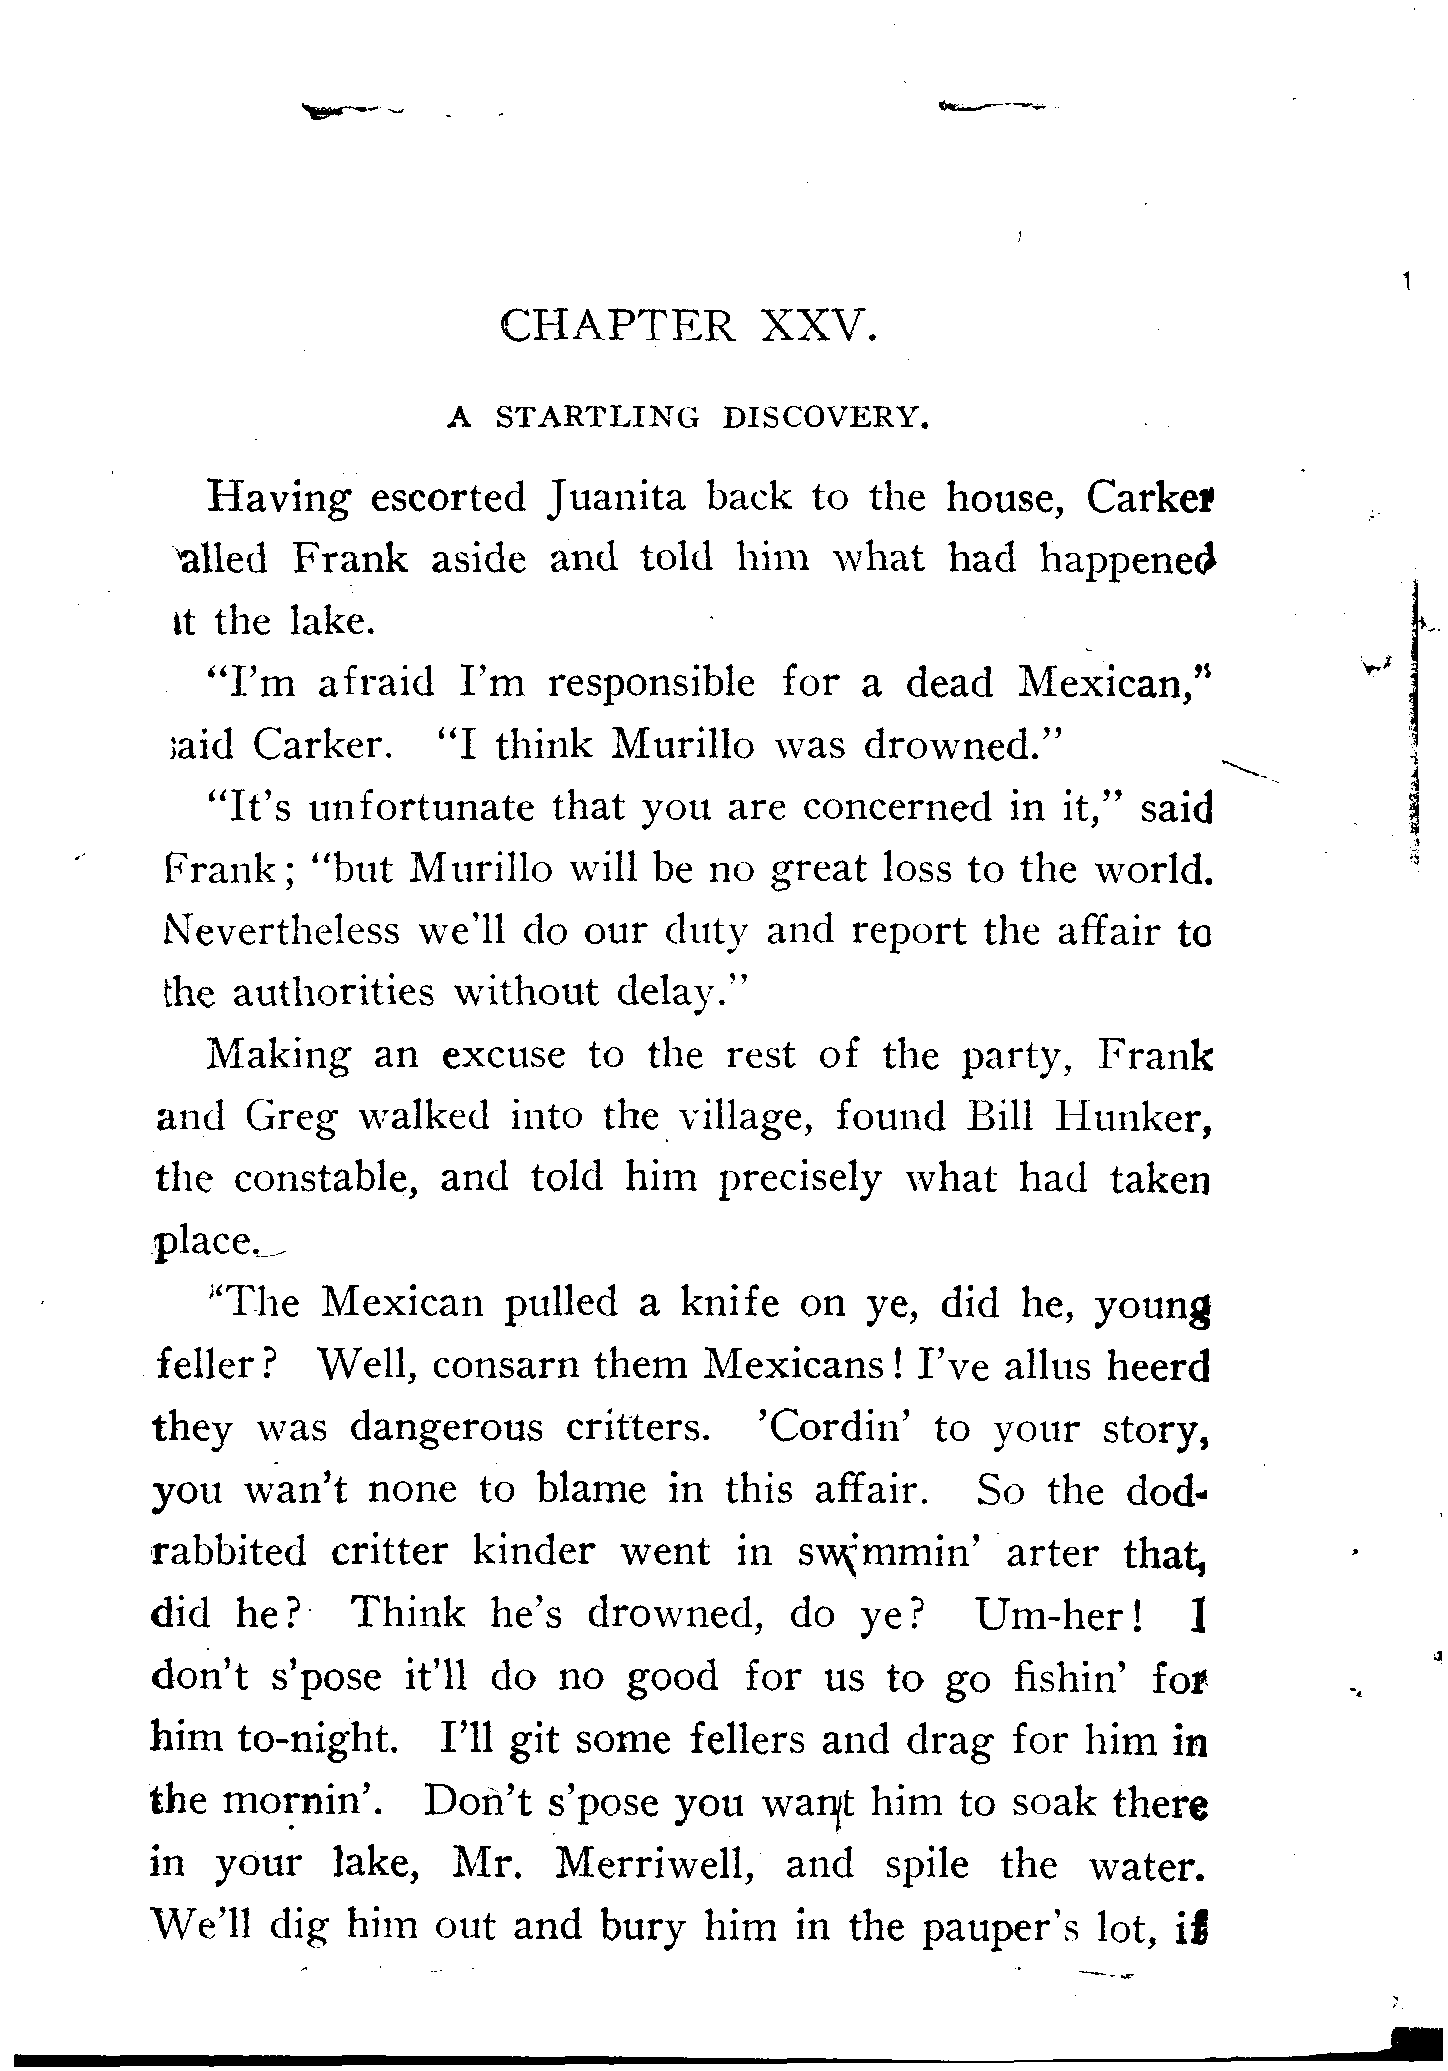 CHAPTER XXV.
A STARTLING DISCOVERY.
Having escorted Juanita back to the house, Carker
alled Frank aside and told him what had happened
at the lake.
"I'm afraid I'm responsible for a dead Mexican,"
said Carker. "I think Murillo was drowned."
"It's unfortunate that you are concerned in it," said
Frank; "but Murillo will be no great loss to the world.
Nevertheless we'll do our duty and report the affair to
the authorities without delay."
Making an excuse to the rest of the party, Frank
and Greg walked into the village, found Bill Hunker,
the constable, and told him precisely what had taken
place.
"The Mexican pulled a knife on ye, did he, young
feller? Well, consarn them Mexicans! I've allus heerd
they was dangerous critters. 'Cordin' to your story,
you wan't none to blame in this affair. So the dod-
rabbited critter kinder went in swimmin' arter that,
did he? Think he's drowned, do ye? Um-her! I
don't s'pose it'll do no good for us to go fishin' for
him to-night. I'll git some fellers and drag for him in
the mornin'. Don't s'pose you want him to soak there
in your lake, Mr. Merriwell, and spile the water.
We'll dig him out and bury him in the pauper's lot, if